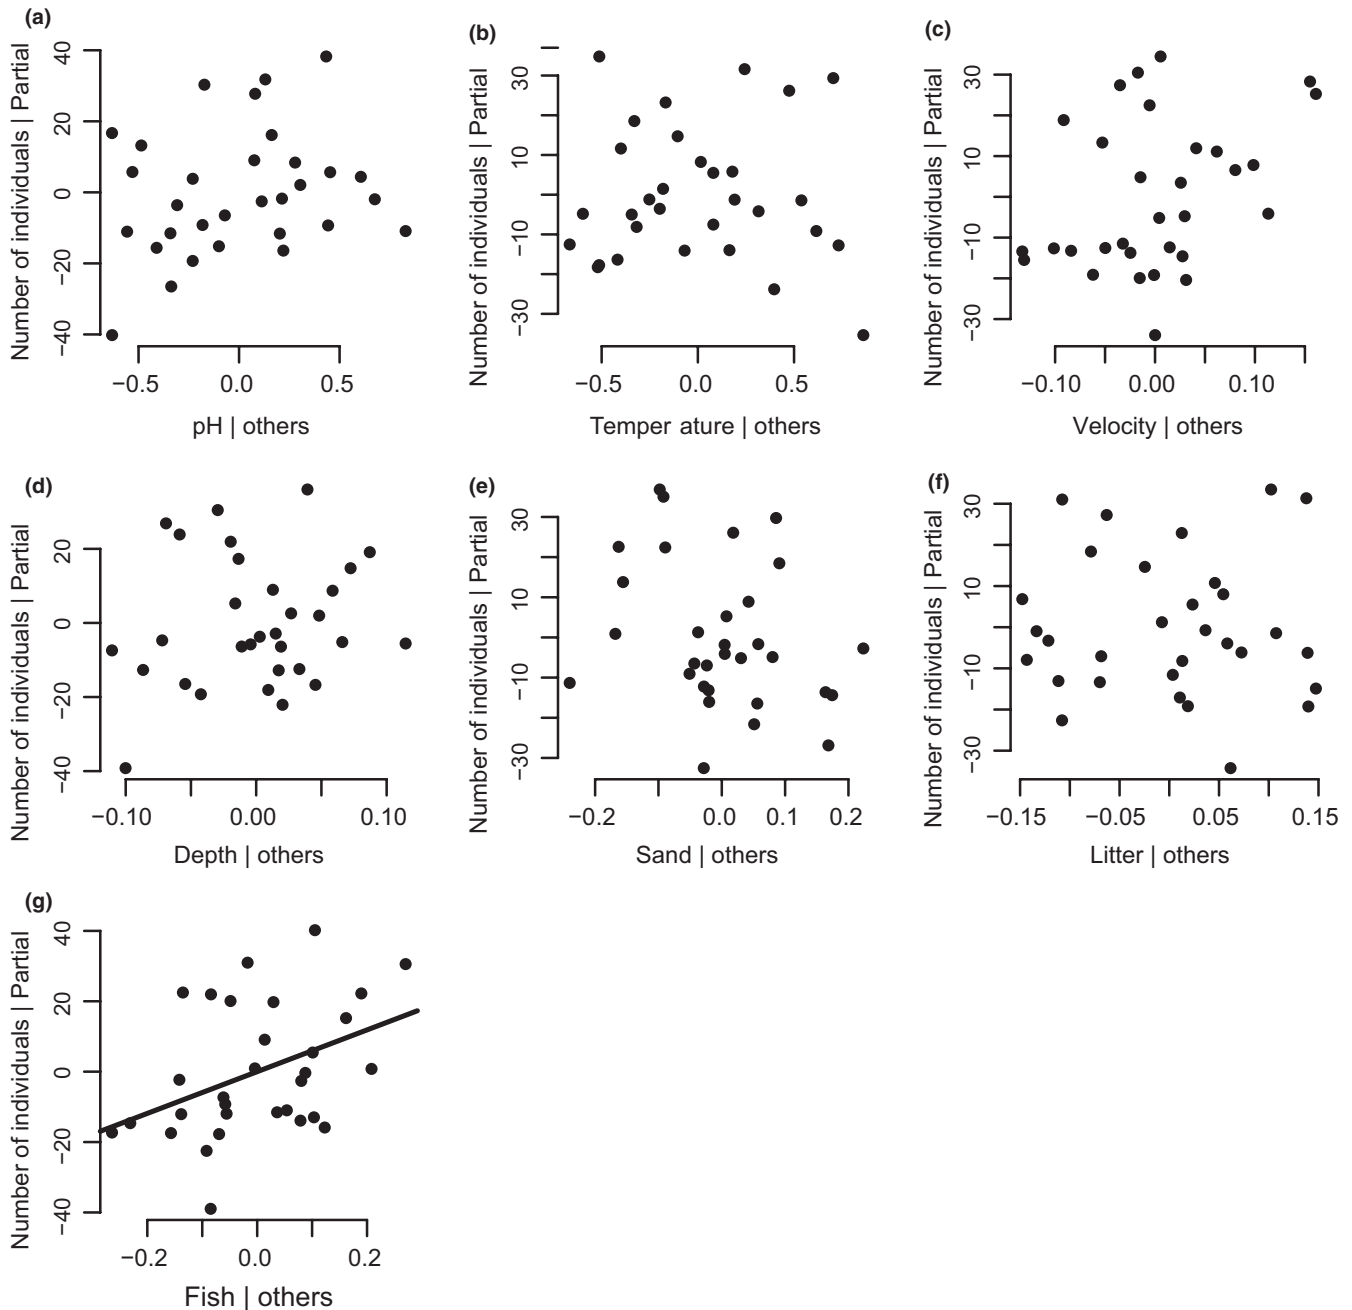 (a)
Number of individuals | Partial
40
20
0
−20
−40
−0.5 0.0 0.5
pH | others
(b)
Number of individuals | Partial
30
10
−10
−30
−0.5 0.0 0.5
Temper ature | others
(c)
Number of individuals | Partial
30
10
−10
−30
−0.10 0.00 0.10
Velocity | others
(d)
Number of individuals | Partial
20
0
−20
−40
−0.10 0.00 0.10
Depth | others
(e)
Number of individuals | Partial
30
10
−10
−30
−0.2 0.0 0.1 0.2
Sand | others
(f)
Number of individuals | Partial
30
10
−10
−30
−0.15 −0.05 0.05 0.15
Litter | others
(g)
Number of individuals | Partial
40
20
0
−20
−40
−0.2 0.0 0.2
Fish | others